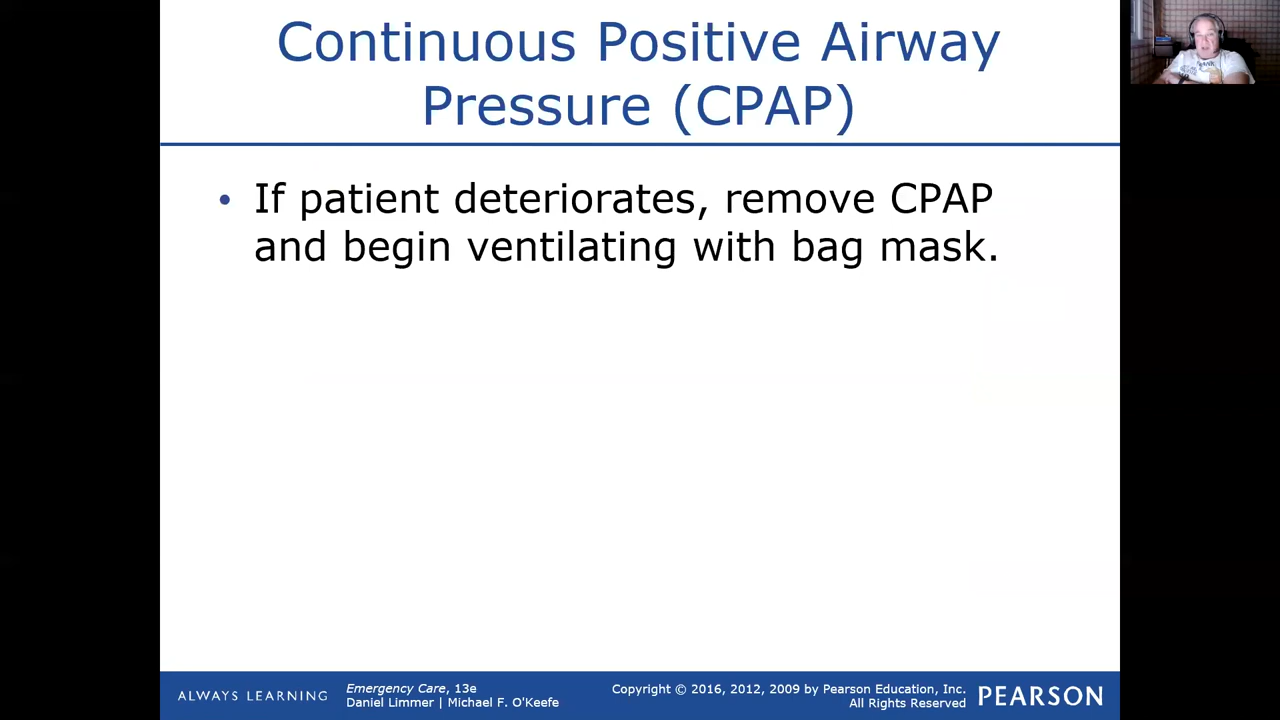 Continuous Positive Airway
Pressure (CPAP)
• If patient deteriorates, remove CPAP
and begin ventilating with bag mask.
ALWAYS LEARNING
Emergency Care, 13e
Daniel Limmer | Michael F. O'Keefe
Copyright © 2016, 2012, 2009 by Pearson Education, Inc.
All Rights Reserved
PEARSON